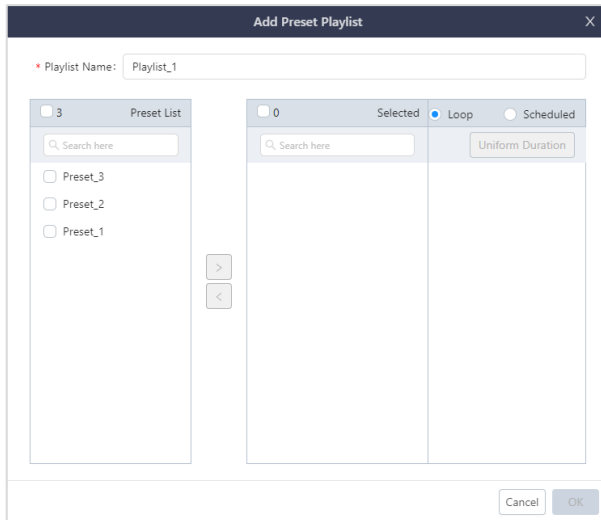 Add Preset Playlist X
* Playlist Name: Playlist_1
3 Preset List
0 Selected Loop Scheduled
Search here
Search here
Uniform Duration
Preset_3
Preset_2
Preset_1
>
<
Cancel OK